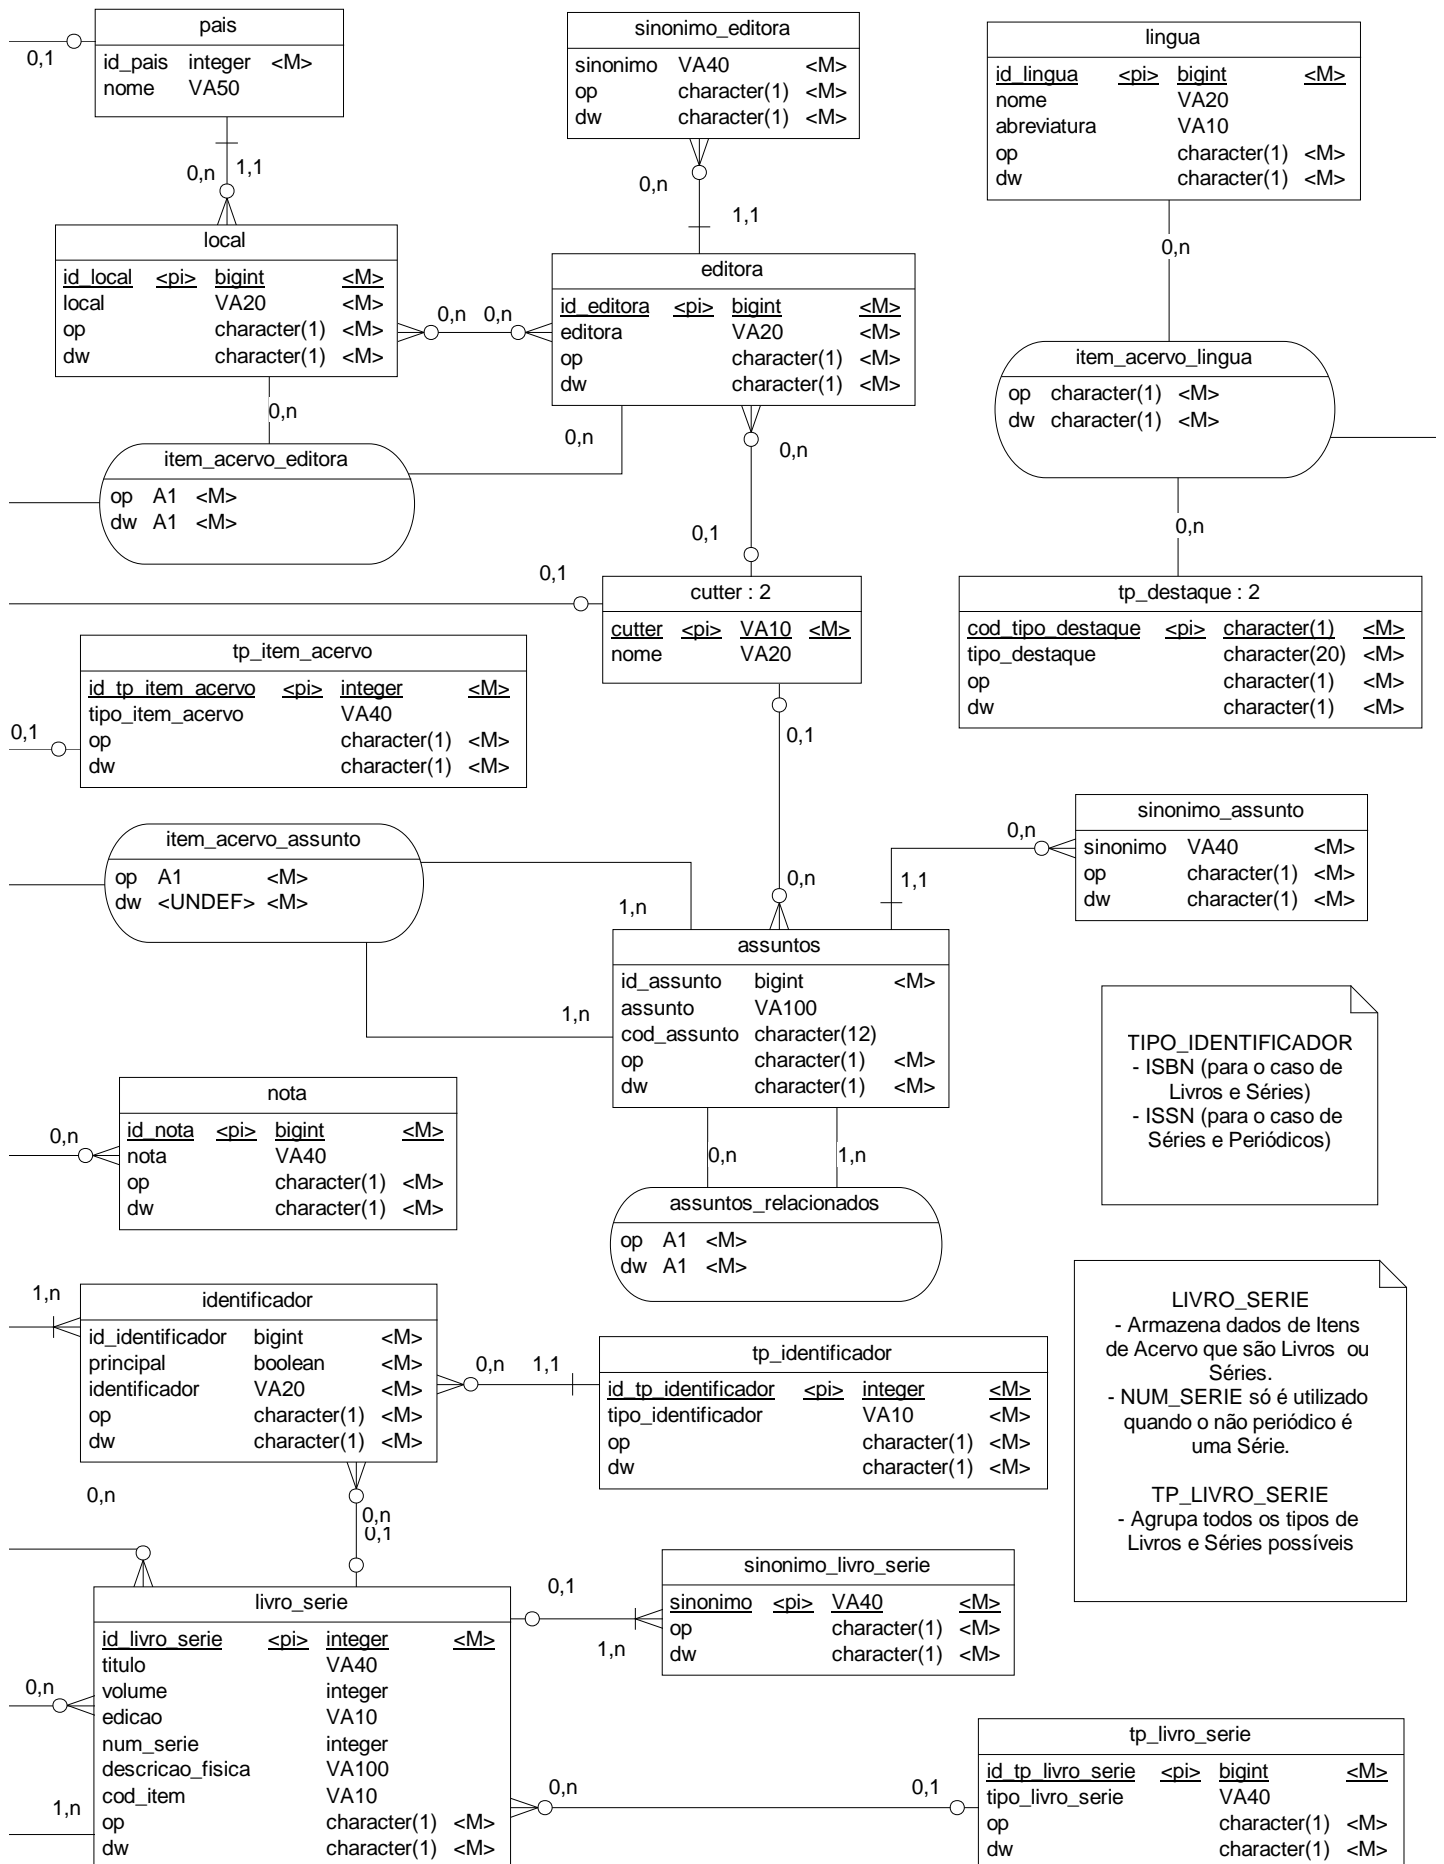 pais
id_pais integer <M>
nome VA50
0,1
0,n 1,1
sinonimo_editora
sinonimo VA40 <M>
op character(1) <M>
dw character(1) <M>
0,n
1,1
lingua
id_lingua <pi> bigint <M>
nome VA20
abreviatura VA10
op character(1) <M>
dw character(1) <M>
0,n
local
id_local <pi> bigint <M>
local VA20 <M>
op character(1) <M>
dw character(1) <M>
0,n 0,n
editora
id_editora <pi> bigint <M>
editora VA20 <M>
op character(1) <M>
dw character(1) <M>
item_acervo_lingua
op character(1) <M>
dw character(1) <M>
0,n
0,n
0,n
item_acervo_editora
op A1 <M>
dw A1 <M>
0,n
0,1
0,1
cutter : 2
cutter <pi> VA10 <M>
nome VA20
tp_destaque : 2
cod_tipo_destaque <pi> character(1) <M>
tipo_destaque character(20) <M>
op character(1) <M>
dw character(1) <M>
tp_item_acervo
id_tp_item_acervo <pi> integer <M>
tipo_item_acervo VA40
op character(1) <M>
dw character(1) <M>
0,1
0,1
sinonimo_assunto
sinonimo VA40 <M>
op character(1) <M>
dw character(1) <M>
0,n
1,1
item_acervo_assunto
op A1 <M>
dw <UNDEF> <M>
0,n
1,n
1,n
assuntos
id_assunto bigint <M>
assunto VA100
cod_assunto character(12)
op character(1) <M>
dw character(1) <M>
TIPO_IDENTIFICADOR
- ISBN (para o caso de
Livros e Séries)
- ISSN (para o caso de
Séries e Periódicos)
nota
id_nota <pi> bigint <M>
nota VA40
op character(1) <M>
dw character(1) <M>
0,n
0,n 1,n
assuntos_relacionados
op A1 <M>
dw A1 <M>
identificador
id_identificador bigint <M>
principal boolean <M>
identificador VA20 <M>
op character(1) <M>
dw character(1) <M>
1,n
0,n 1,1
tp_identificador
id_tp_identificador <pi> integer <M>
tipo_identificador VA10 <M>
op character(1) <M>
dw character(1) <M>
LIVRO_SERIE
- Armazena dados de Itens
de Acervo que são Livros ou
Séries.
- NUM_SERIE só é utilizado
quando o não periódico é
uma Série.
TP_LIVRO_SERIE
- Agrupa todos os tipos de
Livros e Séries possíveis
0,n
0,n
0,1
sinonimo_livro_serie
sinonimo <pi> VA40 <M>
op character(1) <M>
dw character(1) <M>
0,1
1,n
livro_serie
id_livro_serie <pi> integer <M>
titulo VA40
volume integer
edicao VA10
num_serie integer
descricao_fisica VA100
cod_item VA10
op character(1) <M>
dw character(1) <M>
0,n
1,n
0,n 0,1
tp_livro_serie
id_tp_livro_serie <pi> bigint <M>
tipo_livro_serie VA40
op character(1) <M>
dw character(1) <M>